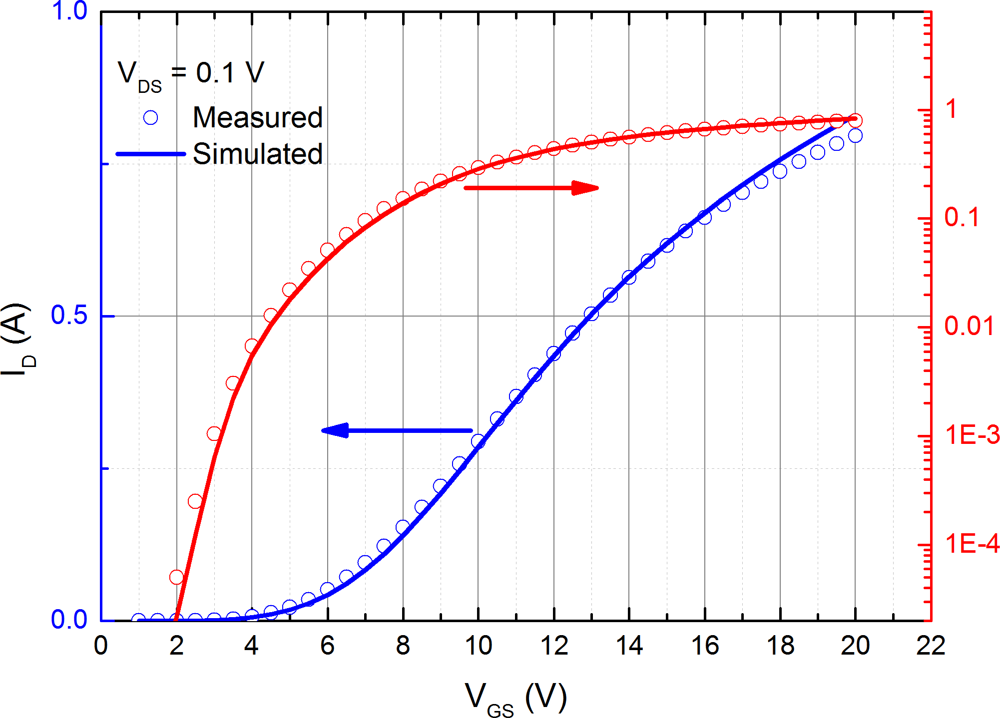 1.0
V_DS = 0.1 V
Measured
Simulated
1
0.1
0.5
0.01
I_D (A)
1E-3
1E-4
0.0
0 2 4 6 8 10 12 14 16 18 20 22
V_GS (V)